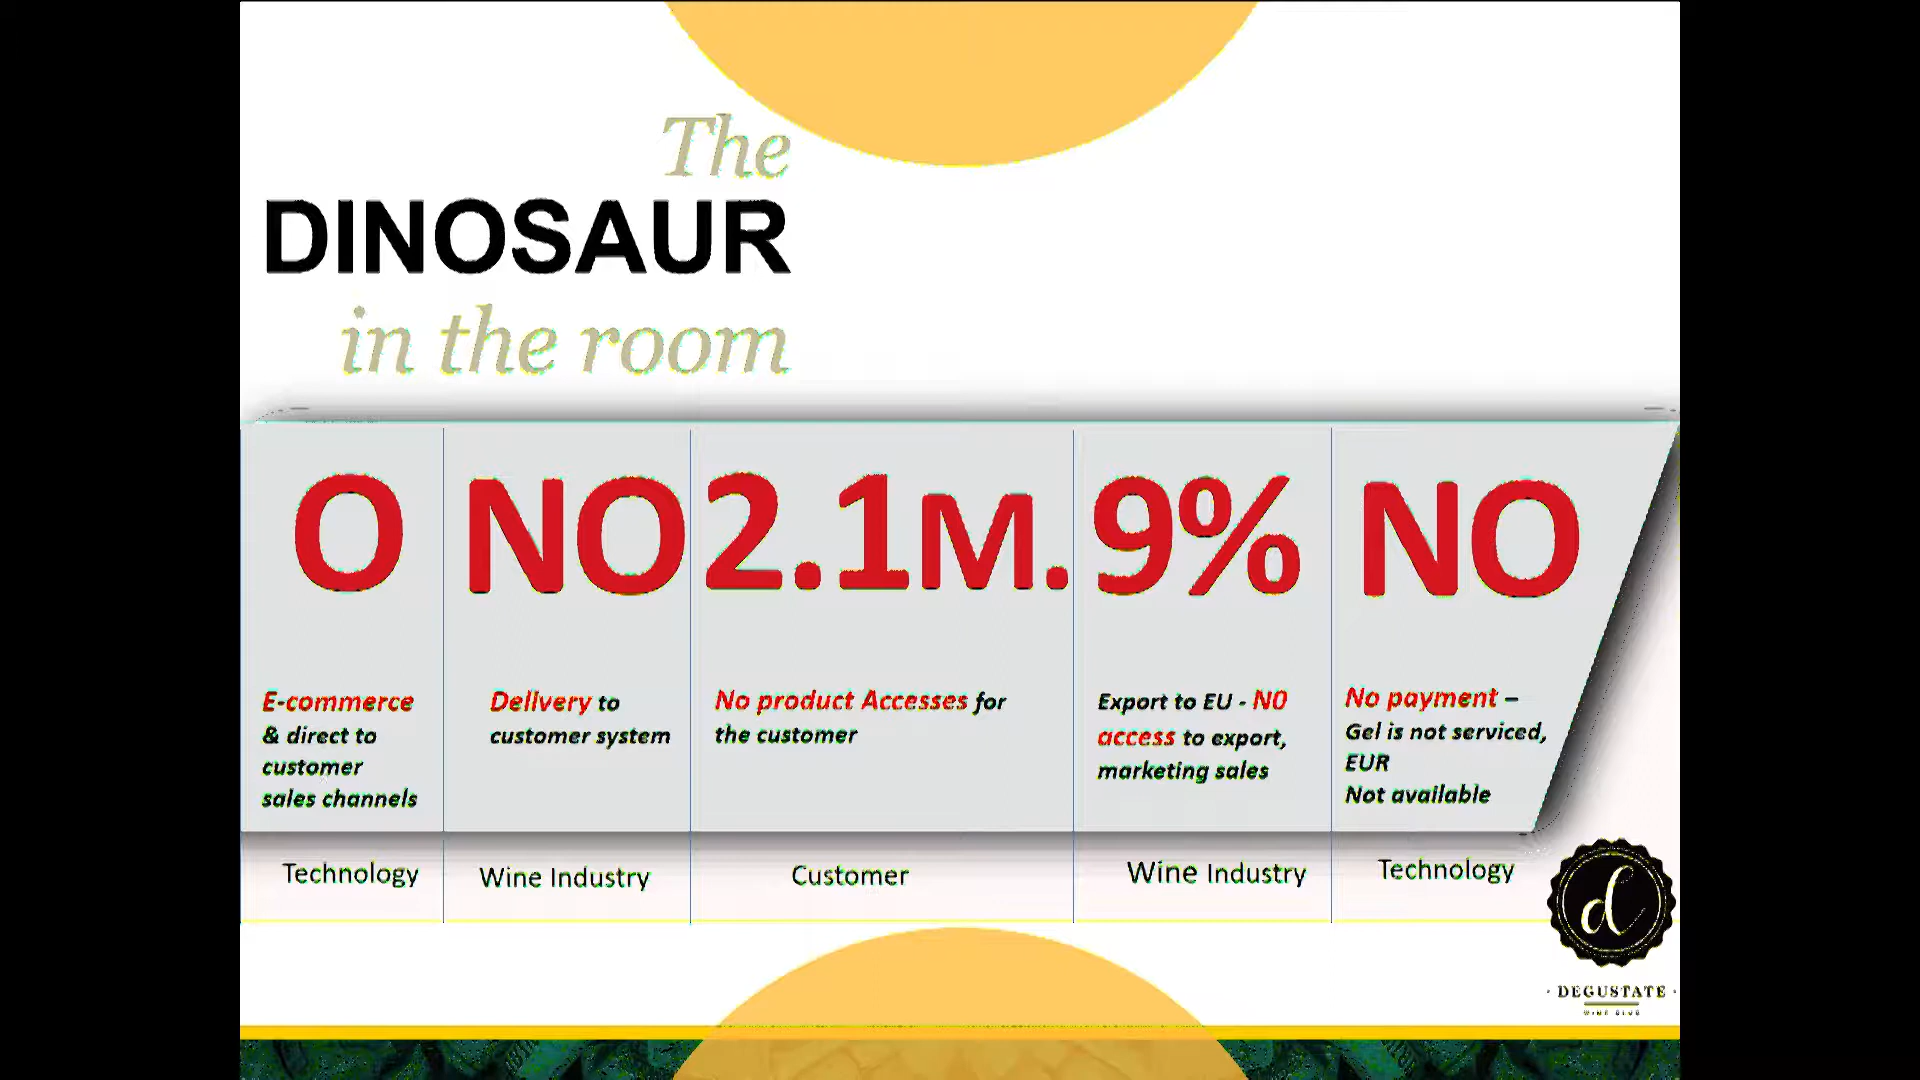 The
DINOSAUR
in the room
O
NO
2.1M.
9%
NO
E-commerce
& direct to
customer
sales channels
Delivery to
customer system
No product Accesses for
the customer
Export to EU - NO
access to export,
marketing sales
No payment –
Gel is not serviced,
EUR
Not available
Technology
Wine Industry
Customer
Wine Industry
Technology
d
· DEGUSTATE ·
WINE CLUB